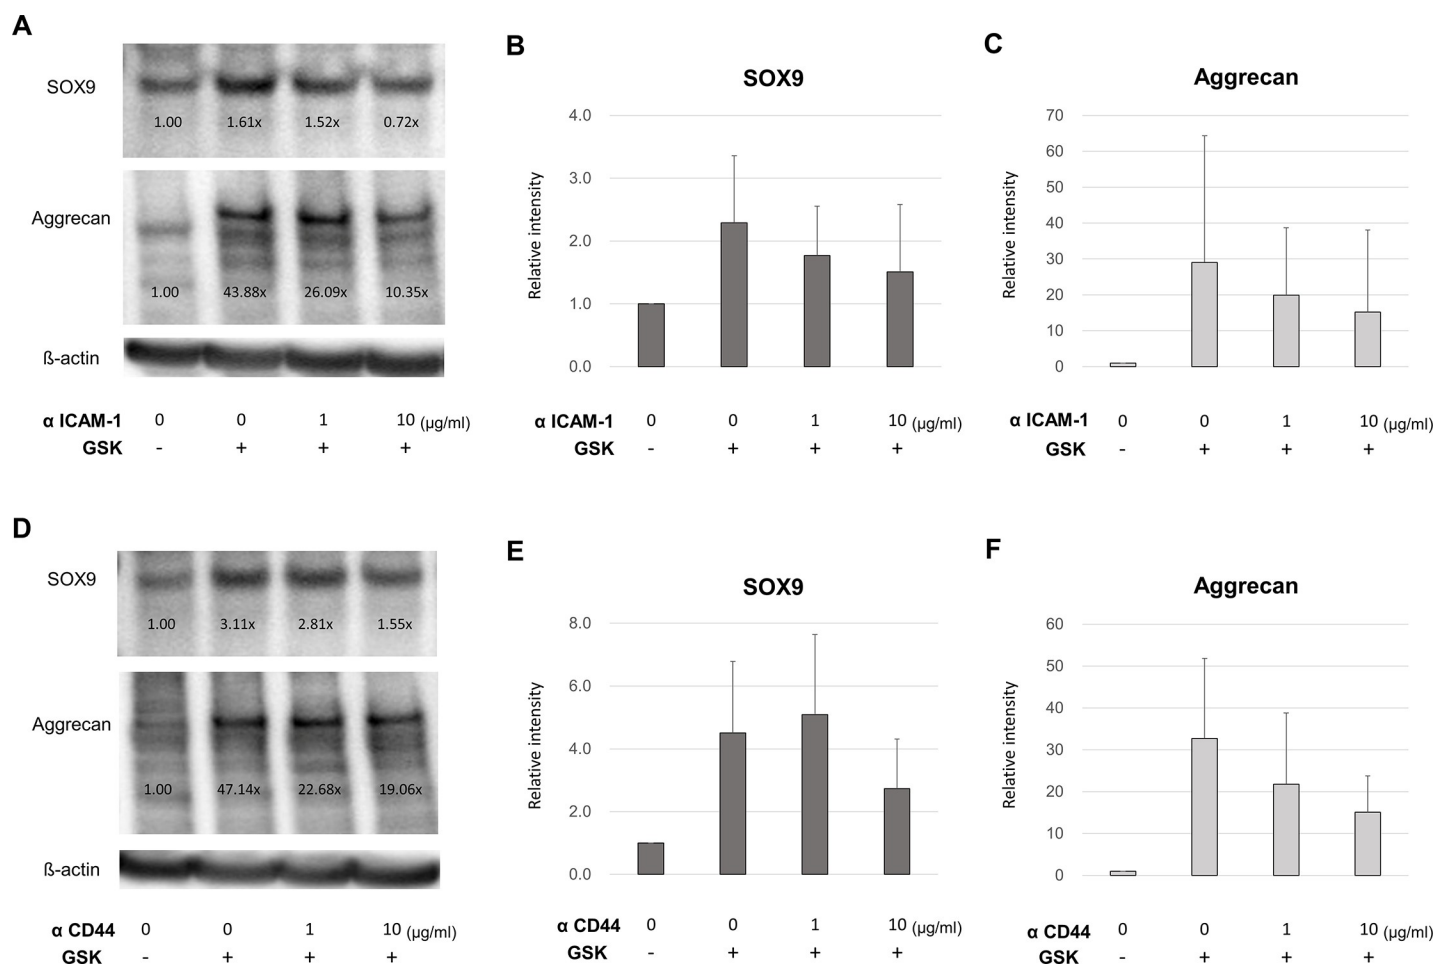 A
SOX9
1.00 1.61x 1.52x 0.72x
Aggrecan
1.00 43.88x 26.09x 10.35x
ß-actin
α ICAM-1 0 0 1 10 (µg/ml)
GSK - + + +
B
SOX9
Relative intensity
4.0
3.0
2.0
1.0
0.0
α ICAM-1 0 0 1 10 (µg/ml)
GSK - + + +
C
Aggrecan
Relative intensity
70
60
50
40
30
20
10
0
α ICAM-1 0 0 1 10 (µg/ml)
GSK - + + +
D
SOX9
1.00 3.11x 2.81x 1.55x
Aggrecan
1.00 47.14x 22.68x 19.06x
ß-actin
α CD44 0 0 1 10 (µg/ml)
GSK - + + +
E
SOX9
Relative intensity
8.0
6.0
4.0
2.0
0.0
α CD44 0 0 1 10 (µg/ml)
GSK - + + +
F
Aggrecan
Relative intensity
60
50
40
30
20
10
0
α CD44 0 0 1 10 (µg/ml)
GSK - + + +